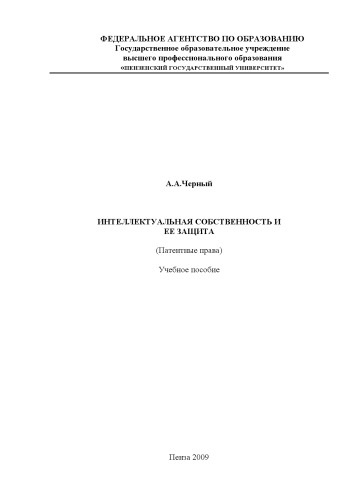 ФЕДЕРАЛЬНОЕ АГЕНТСТВО ПО ОБРАЗОВАНИЮ
Государственное образовательное учреждение
высшего профессионального образования
«ПЕНЗЕНСКИЙ ГОСУДАРСТВЕННЫЙ УНИВЕРСИТЕТ»
А.А.Черный
ИНТЕЛЛЕКТУАЛЬНАЯ СОБСТВЕННОСТЬ И
ЕЕ ЗАЩИТА
(Патентные права)
Учебное пособие
Пенза 2009